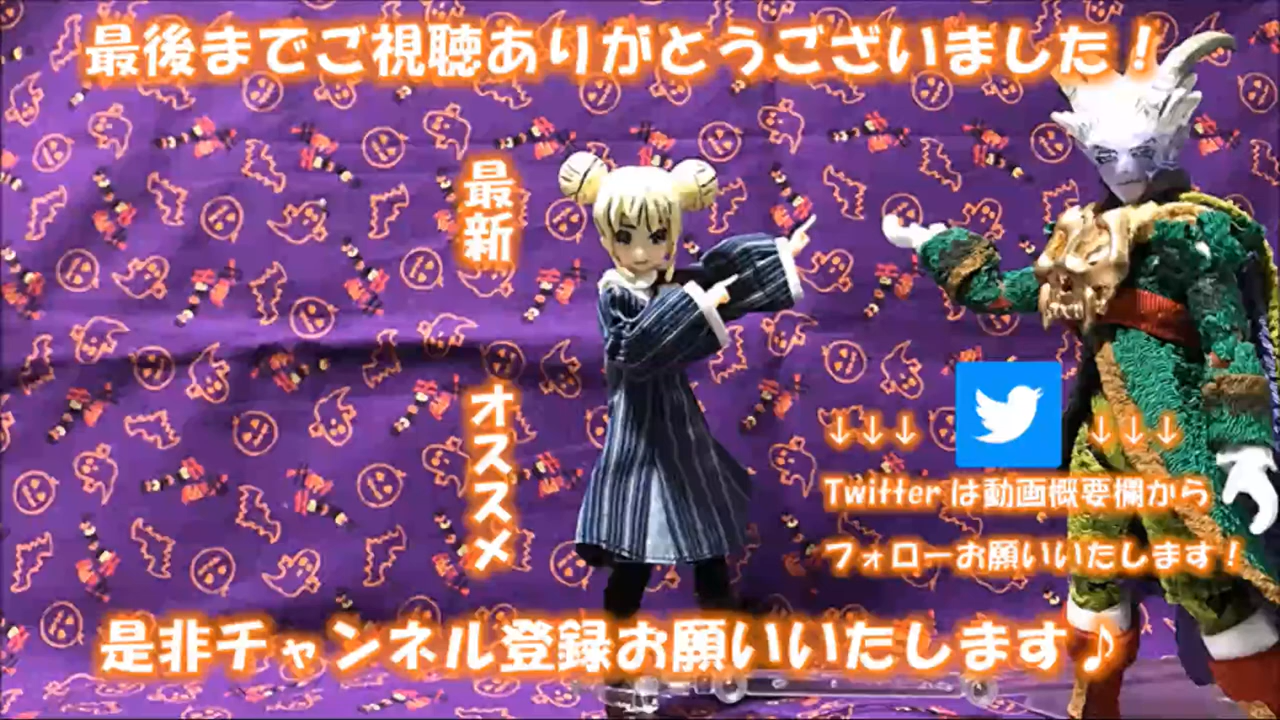 最後までご視聴ありがとうございました!
最新
オススメ
↓↓↓ ↓↓↓
Twitterは動画概要欄から
フォローお願いいたします!
是非チャンネル登録お願いいたします♪